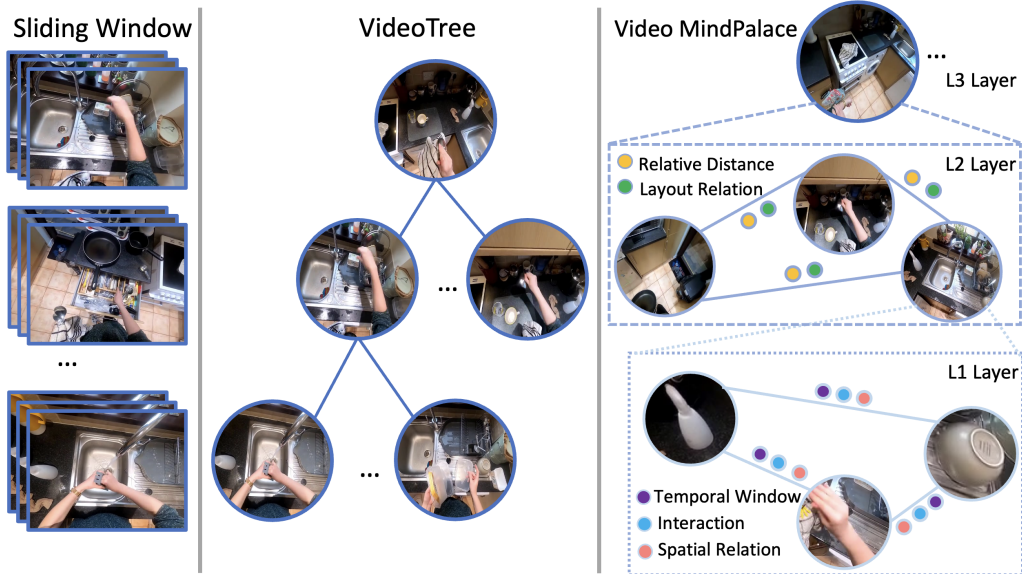 Sliding Window
...
VideoTree
...
...
Video MindPalace
...
L3 Layer
L2 Layer
Relative Distance
Layout Relation
L1 Layer
Temporal Window
Interaction
Spatial Relation